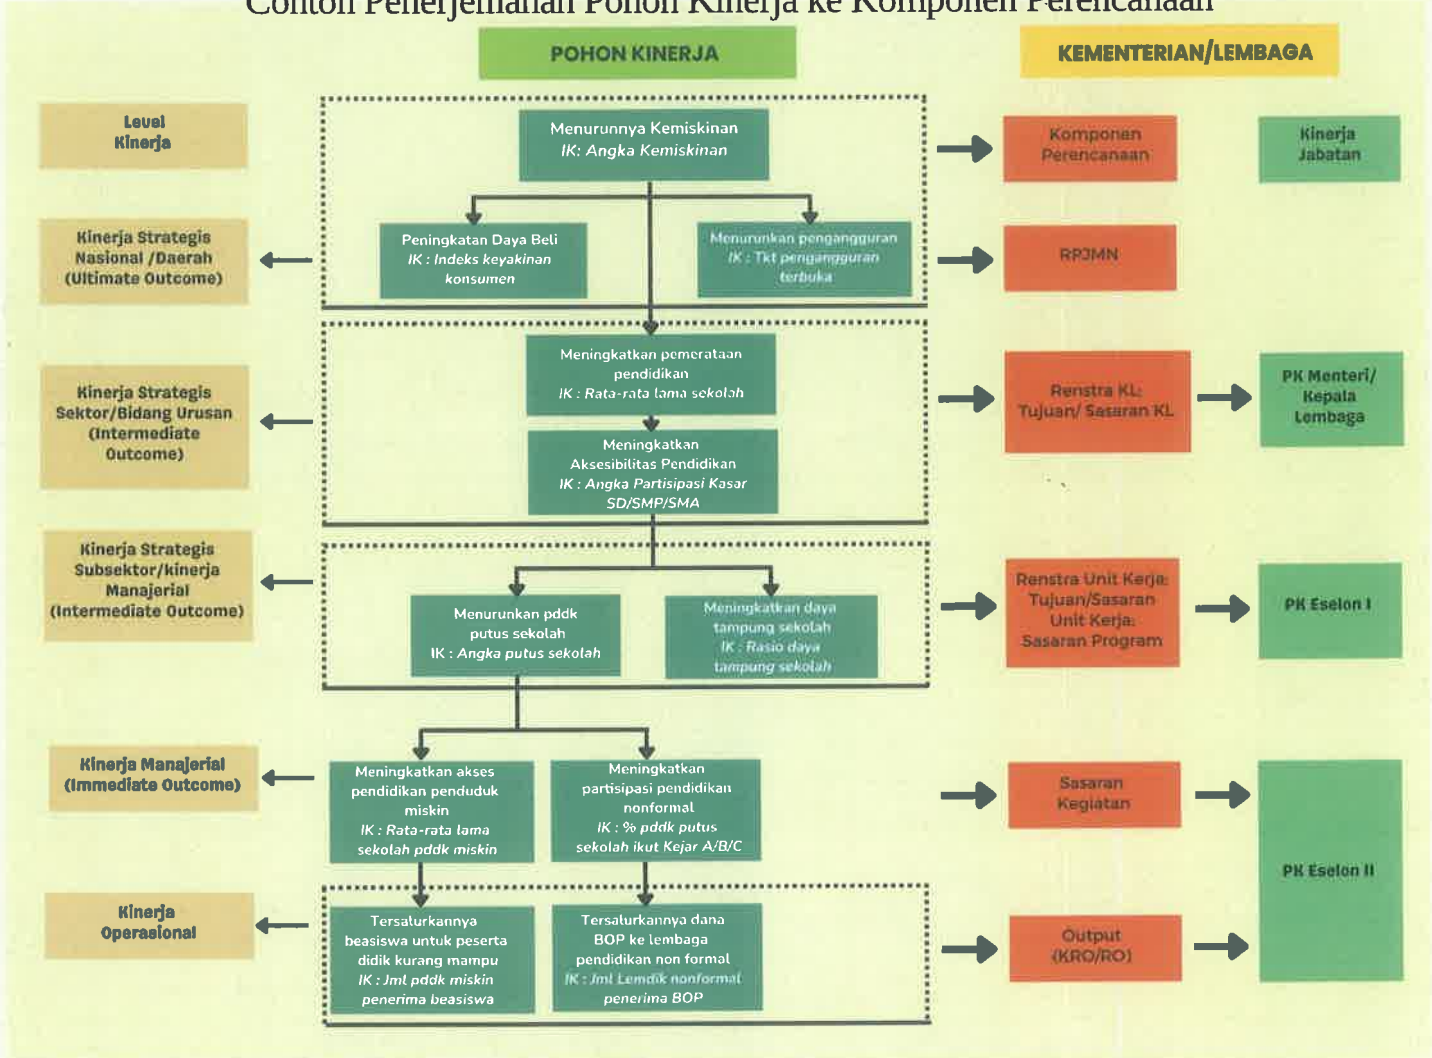 Contoh Penerjemahan Pohon Kinerja ke Komponen Perencanaan
POHON KINERJA
KEMENTERIAN/LEMBAGA
Level
Kinerja
Menurunnya Kemiskinan
IK: Angka Kemiskinan
Komponen
Perencanaan
Kinerja
Jabatan
Kinerja Strategis
Nasional /Daerah
(Ultimate Outcome)
Peningkatan Daya Beli
IK : Indeks keyakinan
konsumen
Menurunkan pengangguran
IK : Tkt pengangguran
terbuka
RPJMN
Kinerja Strategis
Sektor/Bidang Urusan
(Intermediate
Outcome)
Meningkatkan pemerataan
pendidikan
IK : Rata-rata lama sekolah
Meningkatkan
Aksesibilitas Pendidikan
IK : Angka Partisipasi Kasar
SD/SMP/SMA
Renstra KL:
Tujuan/ Sasaran KL
PK Menteri/
Kepala
Lembaga
Kinerja Strategis
Subsektor/kinerja
Manajerial
(Intermediate Outcome)
Menurunkan pddk
putus sekolah
IK : Angka putus sekolah
Meningkatkan daya
tampung sekolah
IK : Rasio daya
tampung sekolah
Renstra Unit Kerja:
Tujuan/Sasaran
Unit Kerja:
Sasaran Program
PK Eselon I
Kinerja Manajerial
(Immediate Outcome)
Meningkatkan akses
pendidikan penduduk
miskin
IK : Rata-rata lama
sekolah pddk miskin
Meningkatkan
partisipasi pendidikan
nonformal
IK : % pddk putus
sekolah ikut Kejar A/B/C
Sasaran
Kegiatan
PK Eselon II
Kinerja
Operasional
Tersalurkannya
beasiswa untuk peserta
didik kurang mampu
IK : Jml pddk miskin
penerima beasiswa
Tersalurkannya dana
BOP ke lembaga
pendidikan non formal
IK : Jml Lemdik nonformal
penerima BOP
Output
(KRO/RO)